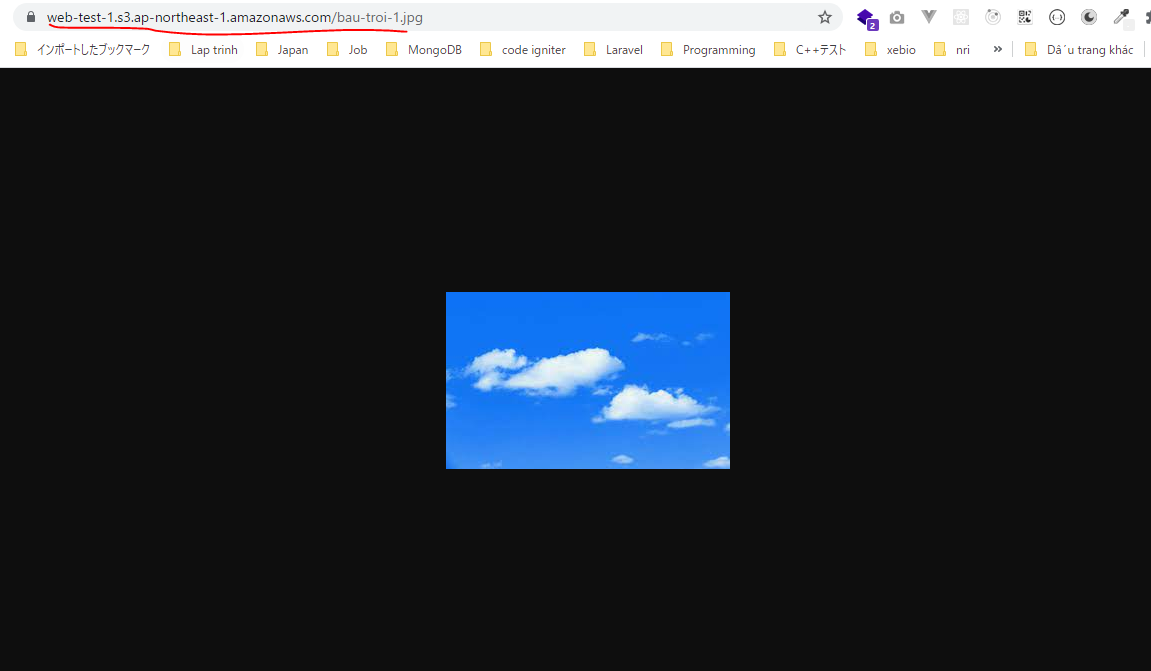 web-test-1.s3.ap-northeast-1.amazonaws.com/bau-troi-1.jpg
2
インポートしたブックマーク Lap trinh Japan Job MongoDB code igniter Laravel Programming C++テスト xebio nri » Dấu trang khác